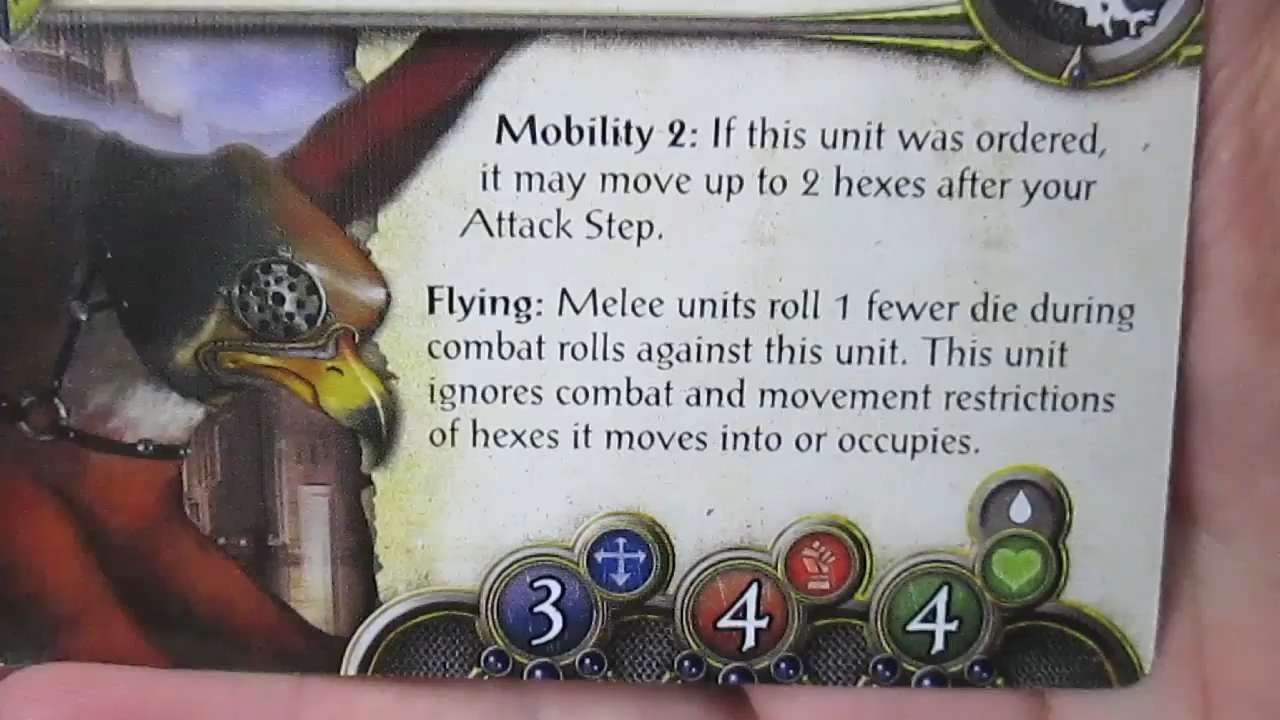 Mobility 2: If this unit was ordered,
it may move up to 2 hexes after your
Attack Step.
Flying: Melee units roll 1 fewer die during
combat rolls against this unit. This unit
ignores combat and movement restrictions
of hexes it moves into or occupies.
3 4 4